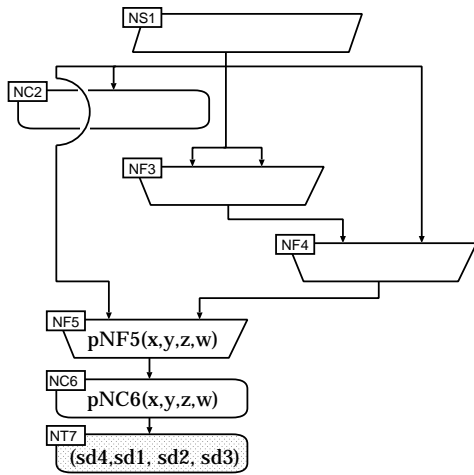 NS1
NC2
NF3
NF4
NF5
pNF5(x,y,z,w)
NC6
pNC6(x,y,z,w)
NT7
(sd4,sd1, sd2, sd3)